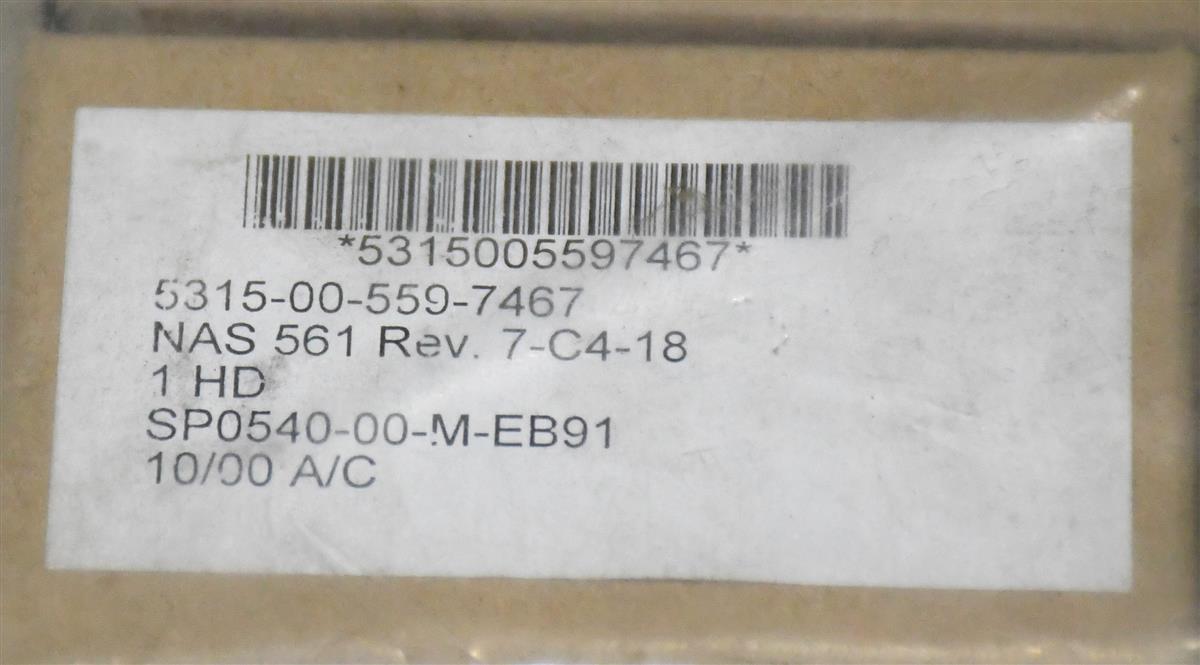 *5315005597467*
5315-00-559-7467
NAS 561 Rev. 7-C4-18
1 HD
SP0540-00-M-EB91
10/00 A/C